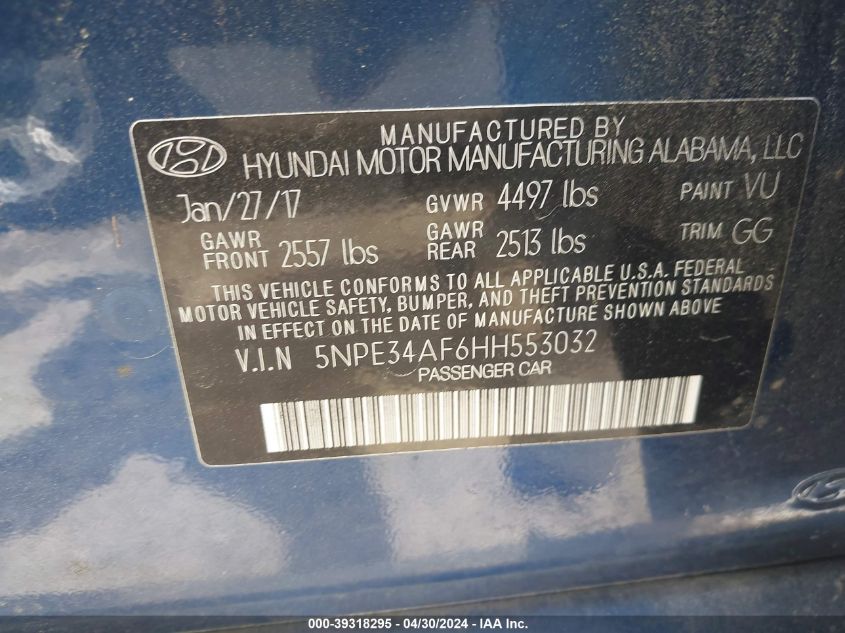 MANUFACTURED BY
HYUNDAI MOTOR MANUFACTURING ALABAMA, LLC
Jan/27/17 GVWR 4497 lbs PAINT VU
GAWR FRONT 2557 lbs GAWR REAR 2513 lbs TRIM GG
THIS VEHICLE CONFORMS TO ALL APPLICABLE U.S.A. FEDERAL
MOTOR VEHICLE SAFETY, BUMPER, AND THEFT PREVENTION STANDARDS
IN EFFECT ON THE DATE OF MANUFACTURE SHOWN ABOVE
V.I.N 5NPE34AF6HH553032
PASSENGER CAR
000-39318295 - 04/30/2024 - IAA Inc.